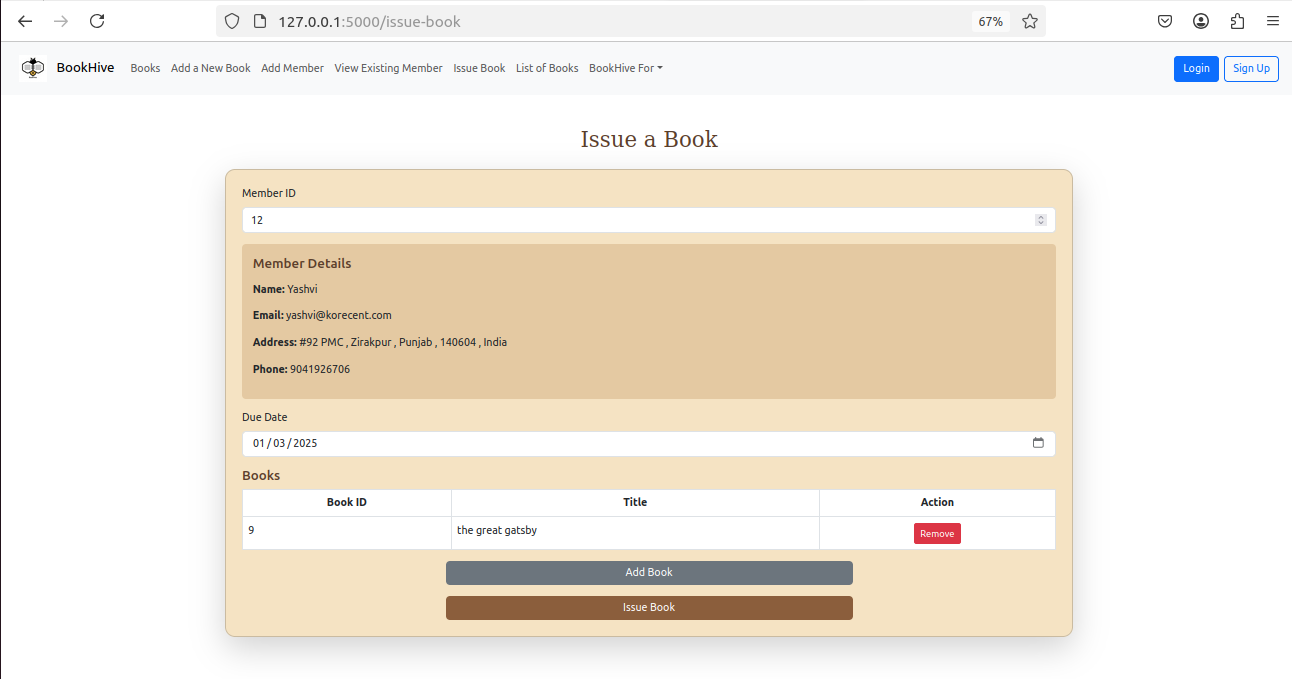 127.0.0.1:5000/issue-book 67%
BookHive Books Add a New Book Add Member View Existing Member Issue Book List of Books BookHive For Login Sign Up
Issue a Book
Member ID
12
Member Details
Name: Yashvi
Email: yashvi@korecent.com
Address: #92 PMC , Zirakpur , Punjab , 140604 , India
Phone: 9041926706
Due Date
01 / 03 / 2025
Books
Book ID Title Action
9 the great gatsby Remove
Add Book
Issue Book